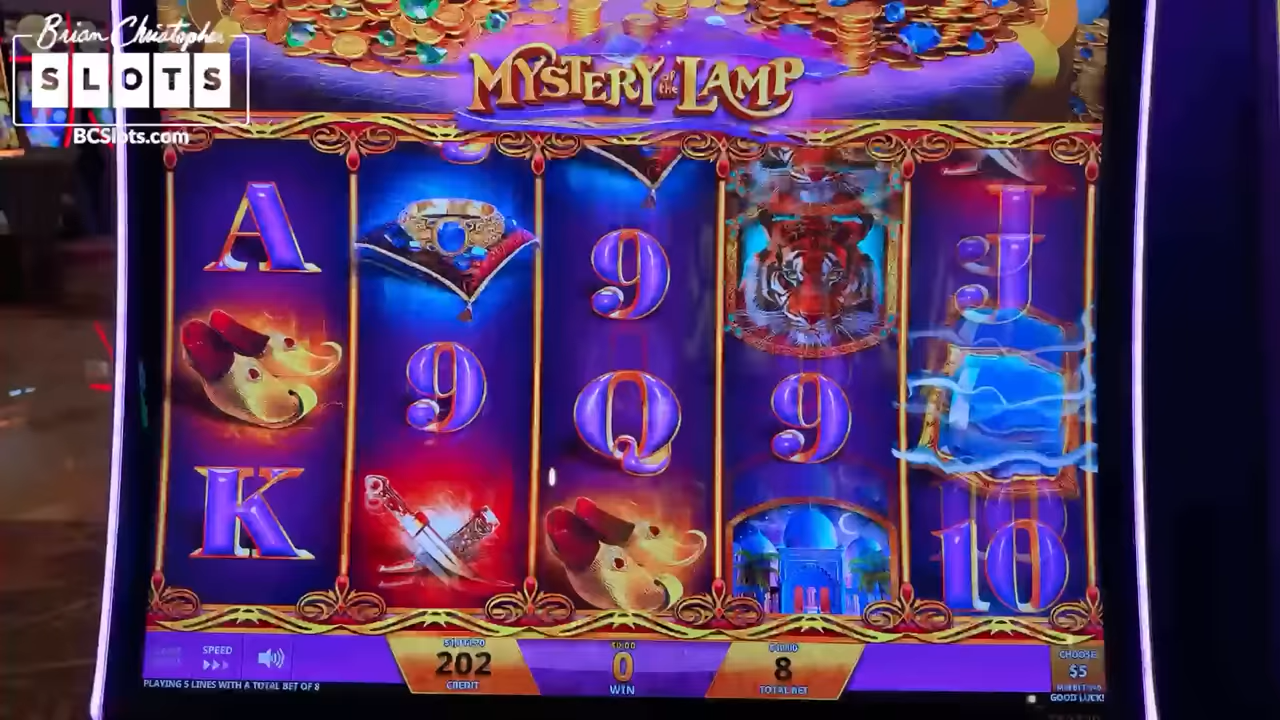 Brian Christopher
SLOTS
BCSlots.com
MYSTERY of the LAMP
A
9
J
9
Q
9
K
10
SPEED
202
CREDIT
0
WIN
8
TOTAL BET
CHOOSE
$5
PLAYING 5 LINES WITH A TOTAL BET OF 8
GOOD LUCK!